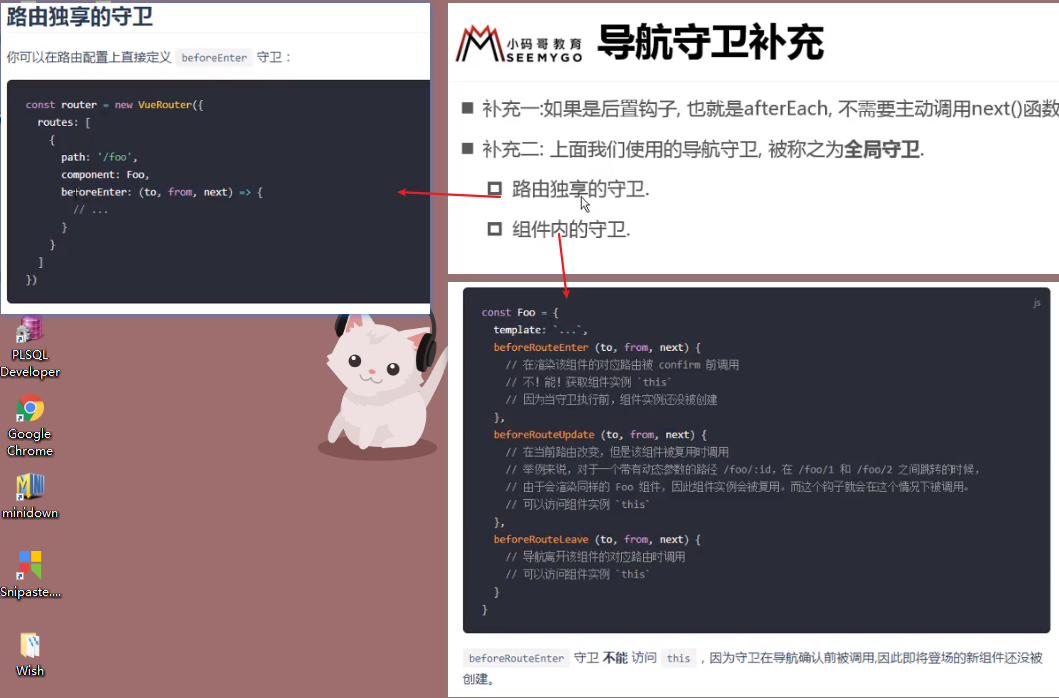 路由独享的守卫
你可以在路由配置上直接定义 beforeEnter 守卫：
const router = new VueRouter({
routes: [
{
path: '/foo',
component: Foo,
beforeEnter: (to, from, next) => {
// ...
}
}
]
})
小码哥教育
SEEMYGO
导航守卫补充
■ 补充一:如果是后置钩子, 也就是afterEach, 不需要主动调用next()函数
■ 补充二: 上面我们使用的导航守卫, 被称之为全局守卫.
路由独享的守卫.
组件内的守卫.
js
const Foo = {
template: `...`,
beforeRouteEnter (to, from, next) {
// 在渲染该组件的对应路由被 confirm 前调用
// 不！能！获取组件实例 `this`
// 因为当守卫执行前，组件实例还没被创建
},
beforeRouteUpdate (to, from, next) {
// 在当前路由改变，但是该组件被复用时调用
// 举例来说，对于一个带有动态参数的路径 /foo/:id，在 /foo/1 和 /foo/2 之间跳转的时候，
// 由于会渲染同样的 Foo 组件，因此组件实例会被复用。而这个钩子就会在这个情况下被调用。
// 可以访问组件实例 `this`
},
beforeRouteLeave (to, from, next) {
// 导航离开该组件的对应路由时调用
// 可以访问组件实例 `this`
}
}
beforeRouteEnter 守卫 不能 访问 this ，因为守卫在导航确认前被调用,因此即将登场的新组件还没被
创建。
PLSQL
Developer
Google
Chrome
minidown
Snipaste....
Wish